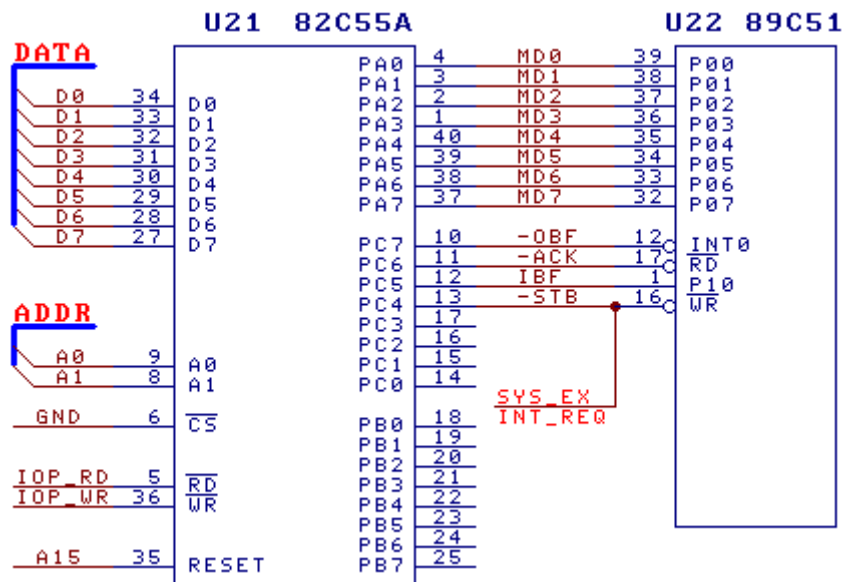 U21 82C55A U22 89C51
DATA
PA0 4 MD0 39 P00
PA1 3 MD1 38 P01
D0 34 D0 PA2 2 MD2 37 P02
D1 33 D1 PA3 1 MD3 36 P03
D2 32 D2 PA4 40 MD4 35 P04
D3 31 D3 PA5 39 MD5 34 P05
D4 30 D4 PA6 38 MD6 33 P06
D5 29 D5 PA7 37 MD7 32 P07
D6 28 D6
D7 27 D7 PC7 10 -OBF 12 INT0
PC6 11 -ACK 17 RD
PC5 12 IBF 1 P10
PC4 13 -STB 16 WR
ADDR
PC3 17
PC2 16
A0 9 A0 PC1 15
A1 8 A1 PC0 14
SYS_EX
INT_REQ
GND 6 CS PB0 18
PB1 19
PB2 20
IOP_RD 5 RD PB3 21
IOP_WR 36 WR PB4 22
PB5 23
PB6 24
A15 35 RESET PB7 25